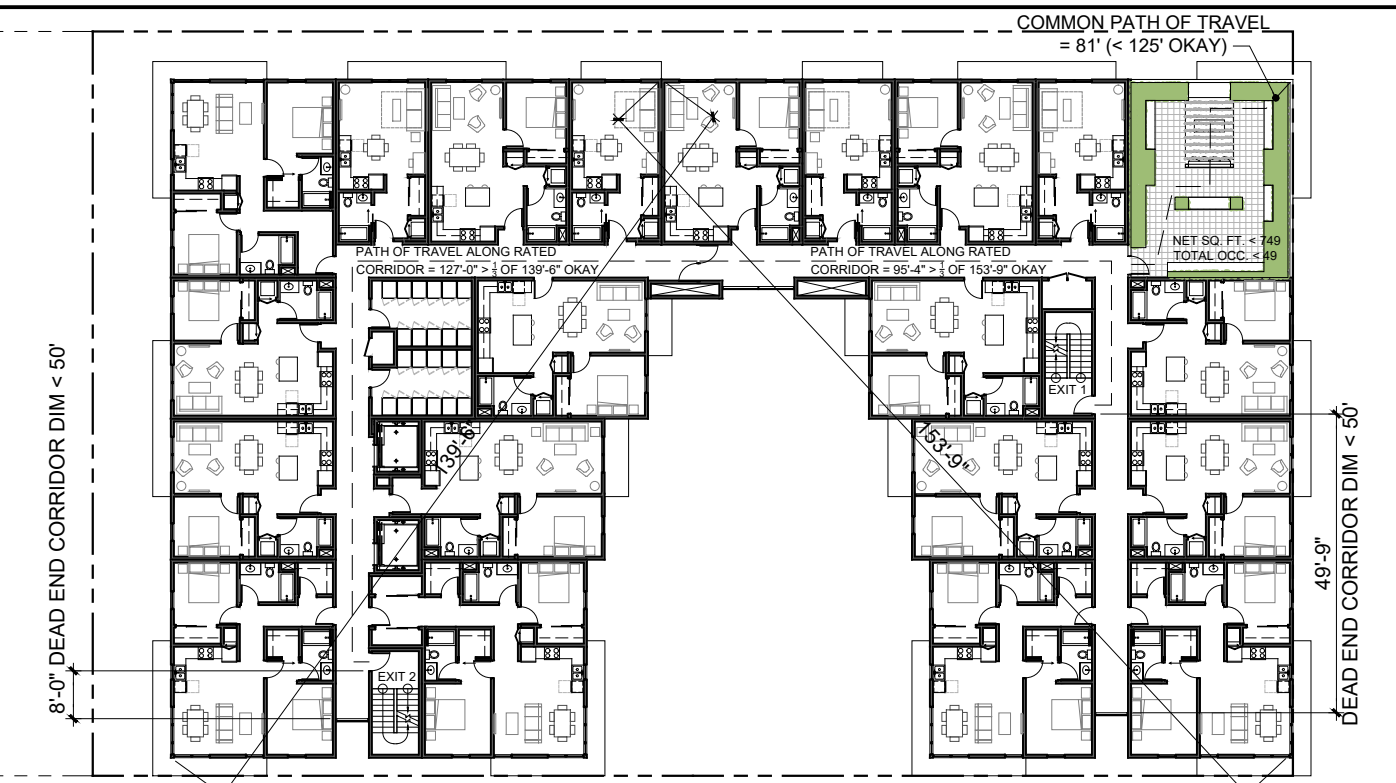 COMMON PATH OF TRAVEL
= 81' (< 125' OKAY)
PATH OF TRAVEL ALONG RATED
CORRIDOR = 127'-0" > 1/3 OF 139'-6" OKAY
PATH OF TRAVEL ALONG RATED
CORRIDOR = 95'-4" > 1/3 OF 153'-9" OKAY
NET SQ. FT. < 749
TOTAL OCC. < 49
EXIT 1
139'-6"
153'-9"
EXIT 2
8'-0" DEAD END CORRIDOR DIM < 50'
49'-9"
DEAD END CORRIDOR DIM < 50'